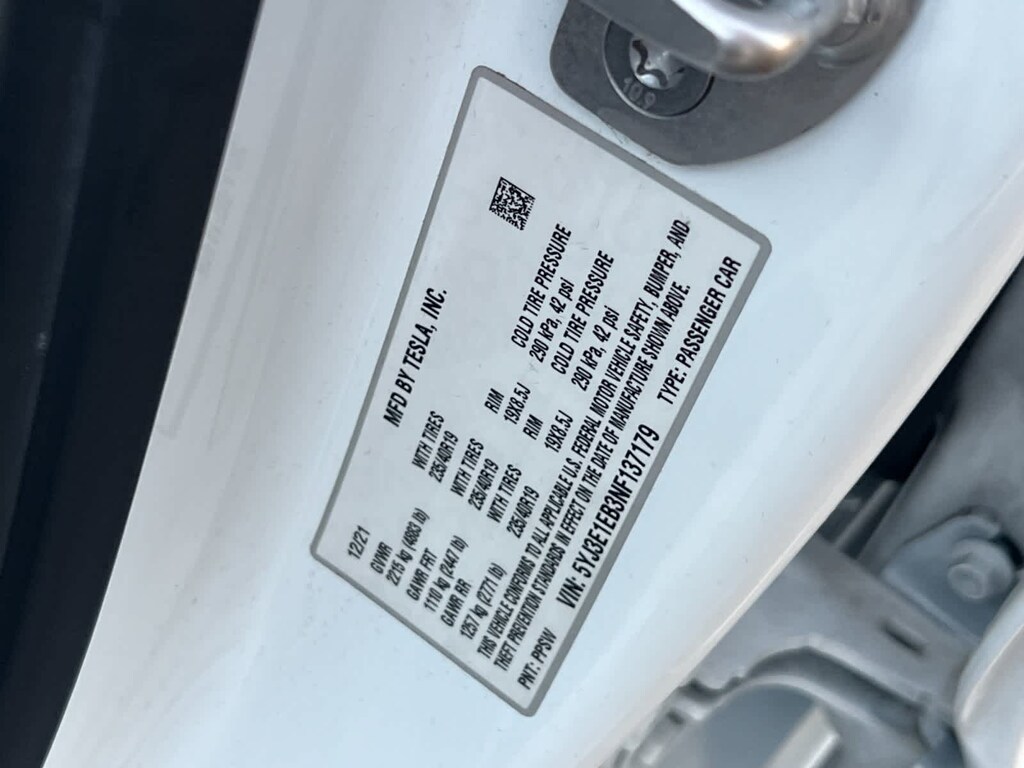 10.9
MFD BY TESLA, INC.
12/21
GVWR WITH TIRES RIM COLD TIRE PRESSURE
2215 kg (4883 lb) 235/40R19 19X8.5J 290 kPa, 42 psi
GAWR FRT WITH TIRES RIM COLD TIRE PRESSURE
1110 kg (2447 lb) 235/40R19 19X8.5J 290 kPa, 42 psi
GAWR RR WITH TIRES
1257 kg (2771 lb) 235/40R19
THIS VEHICLE CONFORMS TO ALL APPLICABLE U.S. FEDERAL MOTOR VEHICLE SAFETY, BUMPER, AND
THEFT PREVENTION STANDARDS IN EFFECT ON THE DATE OF MANUFACTURE SHOWN ABOVE.
VIN: 5YJ3E1EB3NF137179 TYPE: PASSENGER CAR
PNT: PPSW